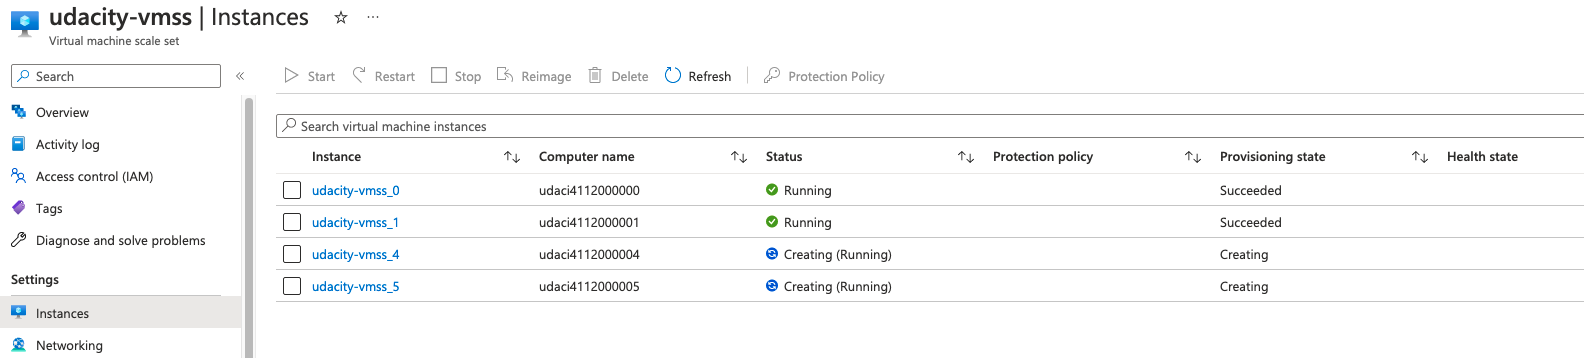 udacity-vmss | Instances
Virtual machine scale set
Search
Start Restart Stop Reimage Delete Refresh Protection Policy
Overview
Activity log
Access control (IAM)
Tags
Diagnose and solve problems
Settings
Instances
Networking
Search virtual machine instances
Instance Computer name Status Protection policy Provisioning state Health state
udacity-vmss_0 udaci4112000000 Running Succeeded
udacity-vmss_1 udaci4112000001 Running Succeeded
udacity-vmss_4 udaci4112000004 Creating (Running) Creating
udacity-vmss_5 udaci4112000005 Creating (Running) Creating